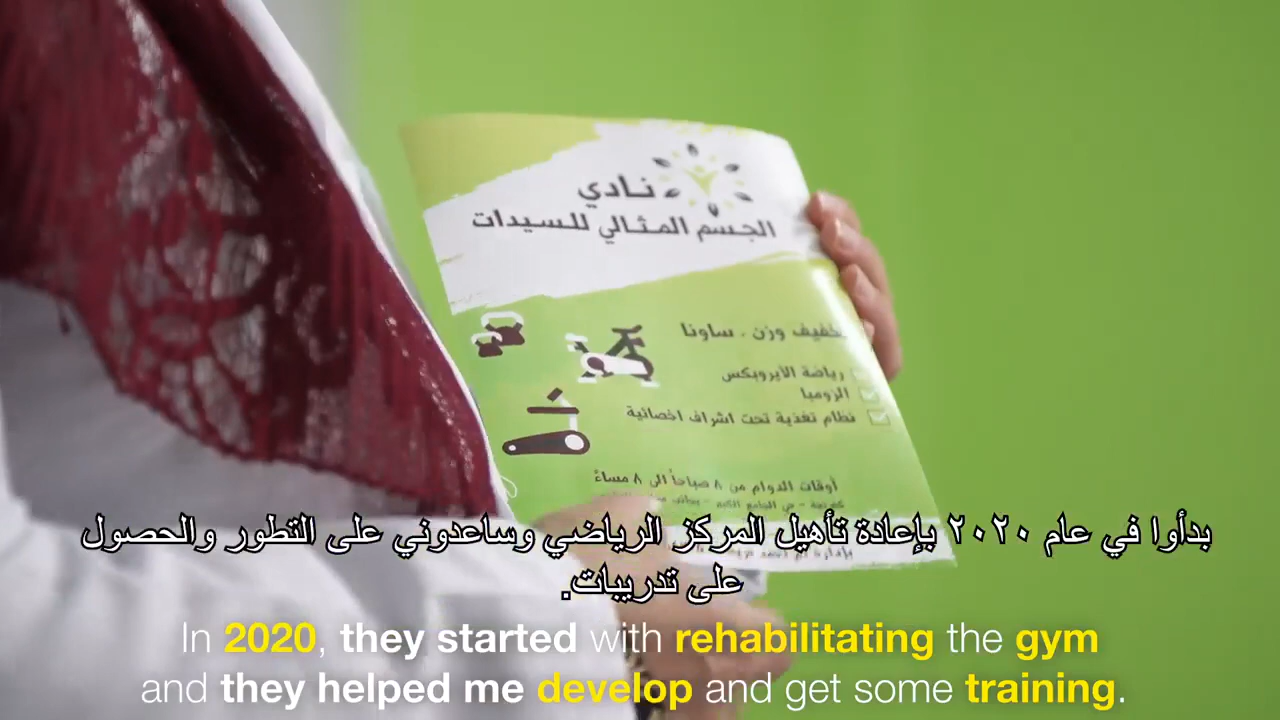 نادي
الجسم المثالي للسيدات
تخفيف وزن . ساونا
رياضة الايروبكس
الزومبا
نظام تغذية تحت اشراف اخصائية
أوقات الدوام من ٨ صباحاً الى ٨ مساءً
بدأوا في عام ٢٠٢٠ بإعادة تأهيل المركز الرياضي وساعدوني على التطور والحصول
على تدريبات.
In 2020, they started with rehabilitating the gym
and they helped me develop and get some training.